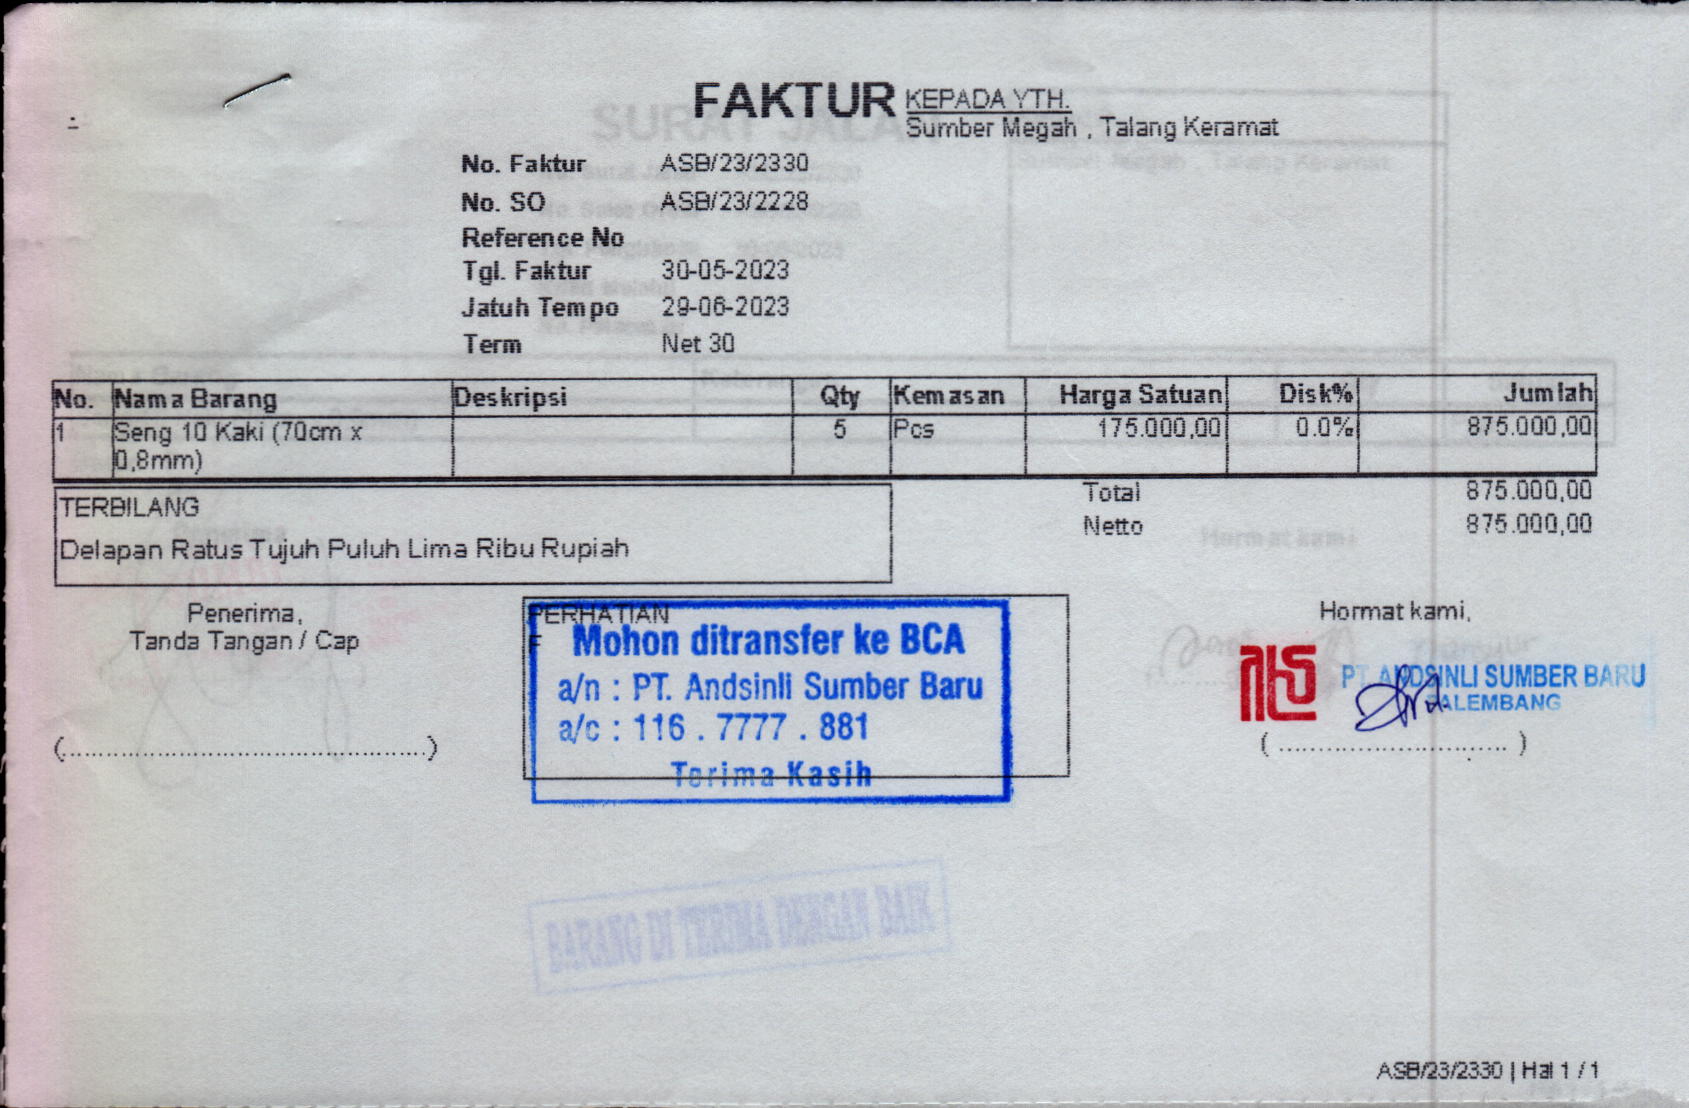 FAKTUR
KEPADA YTH.
Sumber Megah , Talang Keramat
No. Faktur ASB/23/2330
No. SO ASB/23/2228
Reference No
Tgl. Faktur 30-05-2023
Jatuh Tempo 29-06-2023
Term Net 30
No. Nama Barang Deskripsi Qty Kemasan Harga Satuan Disk% Jumlah
1 Seng 10 Kaki (70cm x 5 Pcs 175.000,00 0.0% 875.000,00
0,8mm)
Total 875.000,00
Netto 875.000,00
TERBILANG
Delapan Ratus Tujuh Puluh Lima Ribu Rupiah
Penerima,
Tanda Tangan / Cap
(..............................................)
PERHATIAN
F
Mohon ditransfer ke BCA
a/n : PT. Andsinli Sumber Baru
a/c : 116 . 7777 . 881
Terima Kasih
Hormat kami,
PT. ANDSINLI SUMBER BARU
PALEMBANG
( ............................. )
BARANG DI TERIMA DENGAN BAIK
ASB/23/2330 | Hal 1 / 1